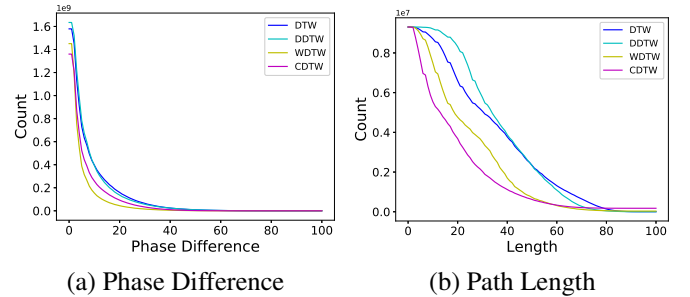 1e9
1.6
1.4
1.2
1.0
0.8
0.6
0.4
0.2
0.0
Count
0 20 40 60 80 100
Phase Difference
DTW
DDTW
WDTW
CDTW
(a) Phase Difference
1e7
0.8
0.6
0.4
0.2
0.0
Count
0 20 40 60 80 100
Length
DTW
DDTW
WDTW
CDTW
(b) Path Length